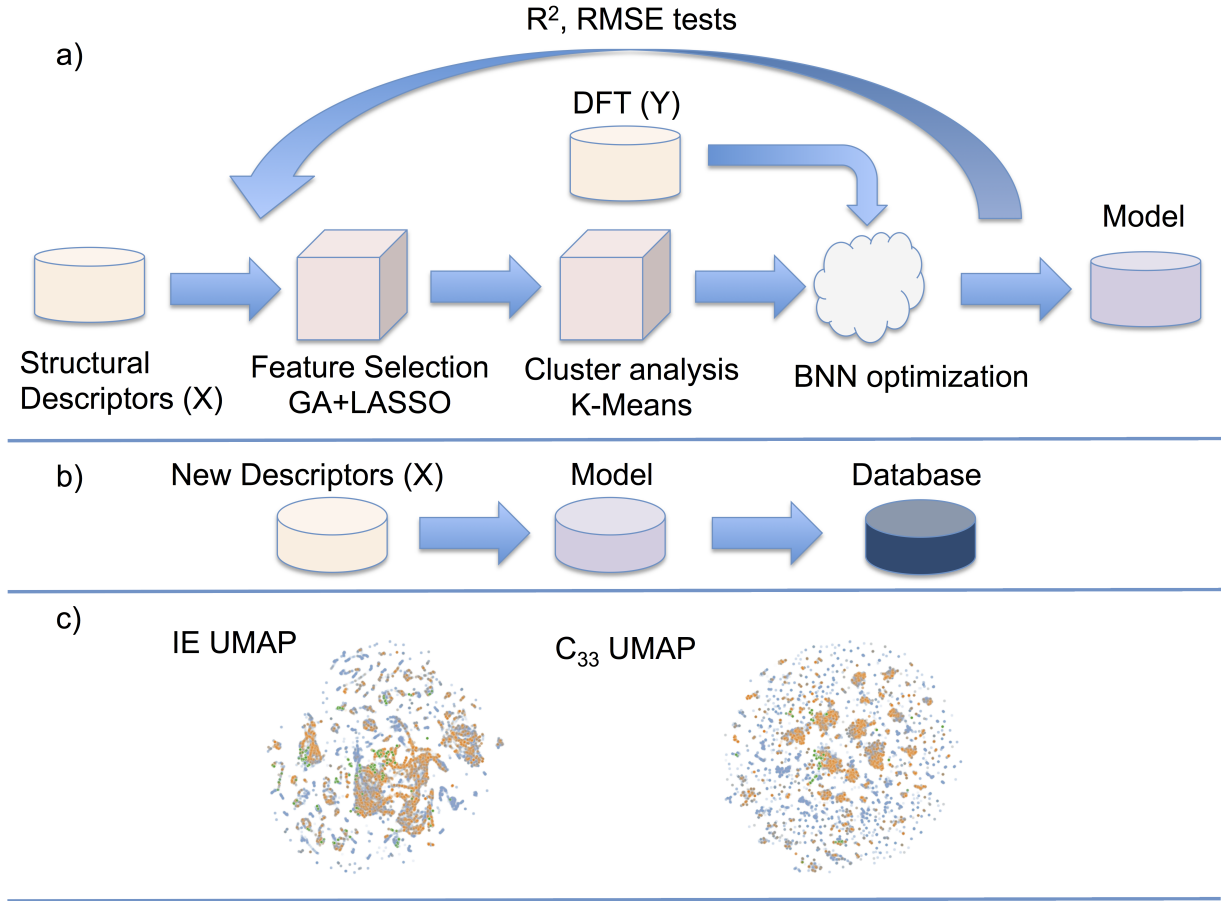 R², RMSE tests
a)
DFT (Y)
Model
Structural
Descriptors (X)
Feature Selection
GA+LASSO
Cluster analysis
K-Means
BNN optimization
b)
New Descriptors (X)
Model
Database
c)
IE UMAP
C₃₃ UMAP